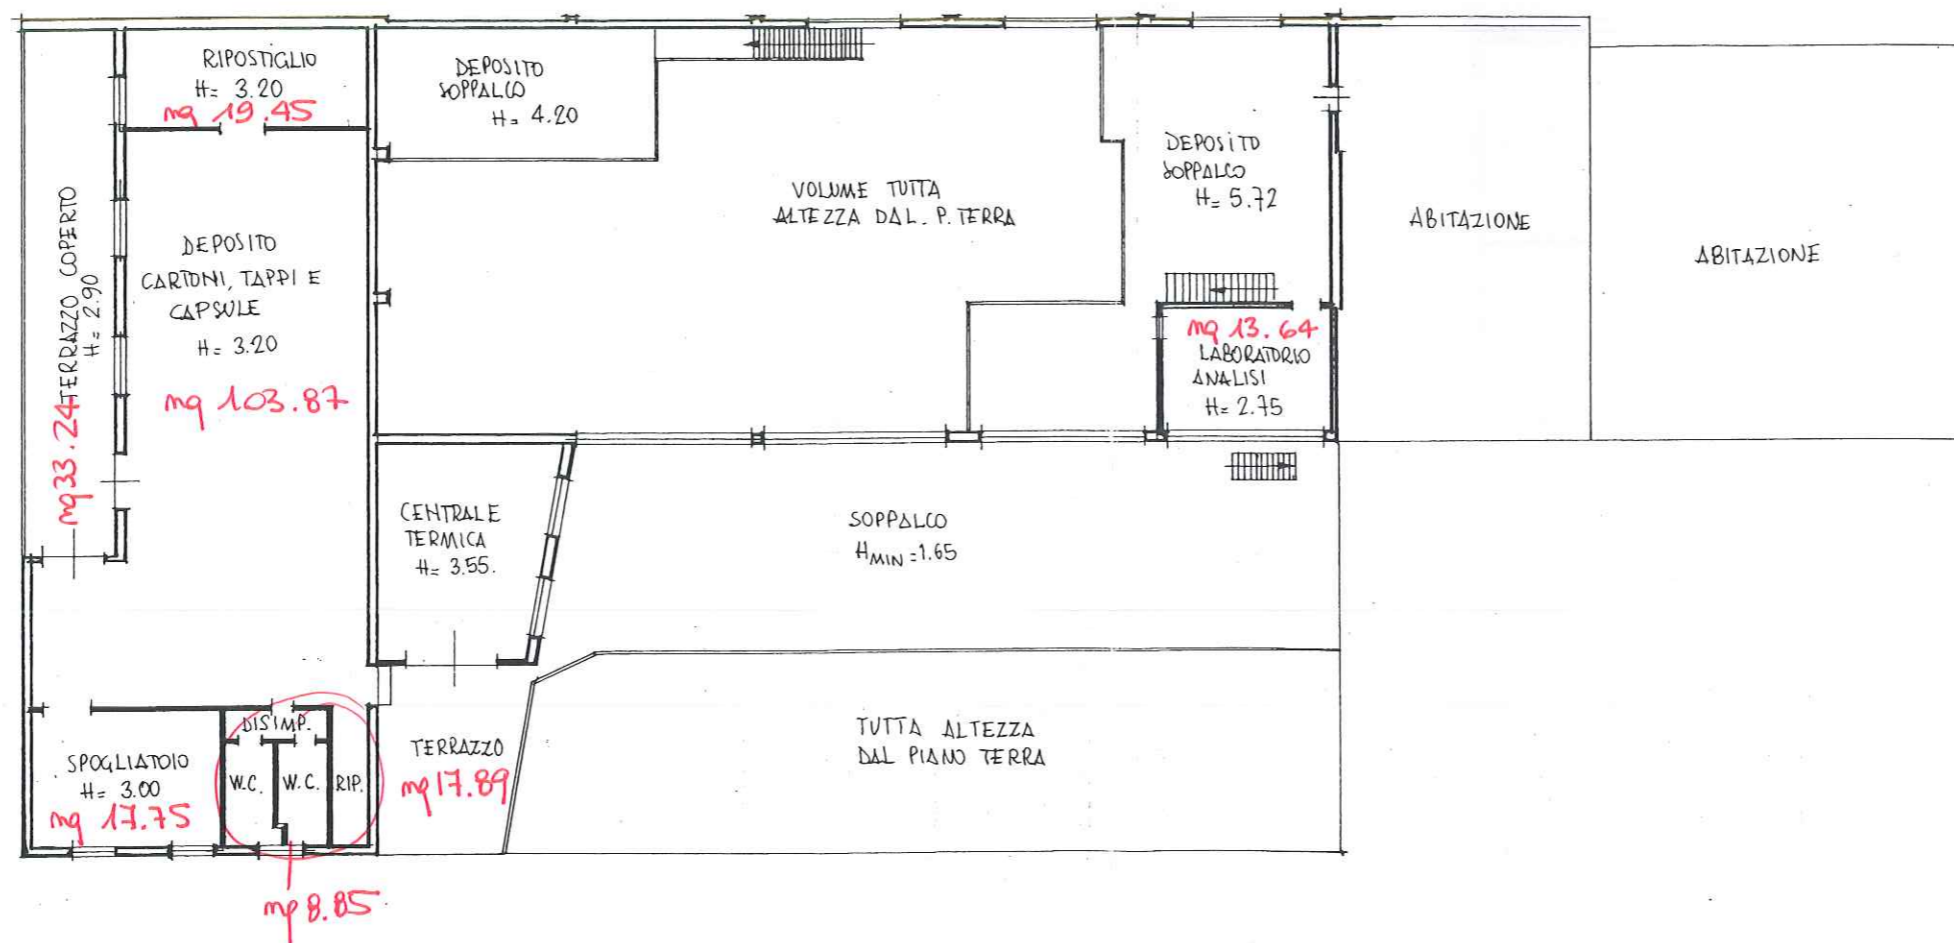 RIPOSTIGLIO
H= 3.20
mq 19.45
DEPOSITO
SOPPALCO
H= 4.20
DEPOSITO
SOPPALCO
H= 5.72
VOLUME TUTTA
ALTEZZA DAL. P. TERRA
ABITAZIONE
ABITAZIONE
TERRAZZO COPERTO
H= 2.90
mq 33.24
DEPOSITO
CARTONI, TAPPI E
CAPSULE
H= 3.20
mq 103.87
mq 13.64
LABORATORIO
ANALISI
H= 2.75
CENTRALE
TERMICA
H= 3.55.
SOPPALCO
HMIN =1.65
DISIMP.
SPOGLIATOIO
H= 3.00
mq 17.75
W.C.
W.C.
RIP.
TERRAZZO
mq 17.89
TUTTA ALTEZZA
DAL PIANO TERRA
mq 8.85